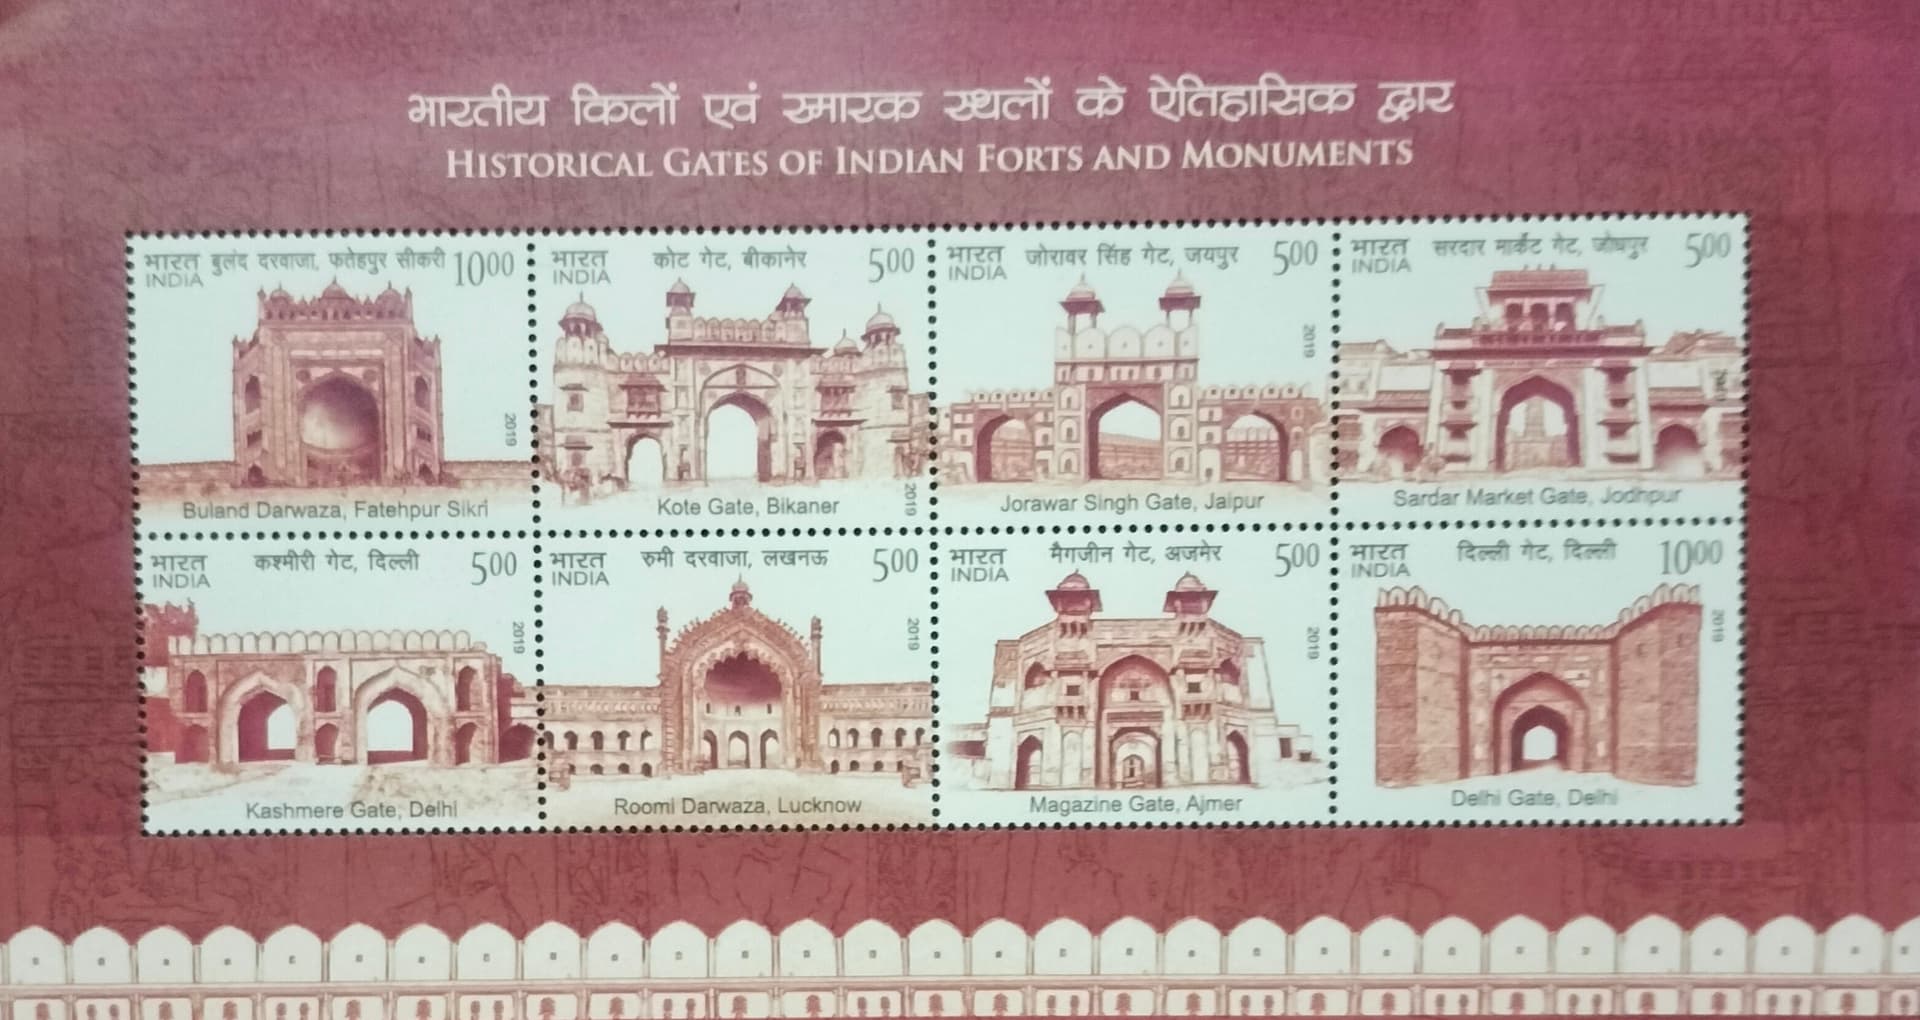 भारतीय किलों एवं स्मारक स्थलों के ऐतिहासिक द्वार
HISTORICAL GATES OF INDIAN FORTS AND MONUMENTS
भारत बुलंद दरवाजा, फतेहपुर सीकरी 1000
INDIA
2019
Buland Darwaza, Fatehpur Sikri
भारत कोट गेट, बीकानेर 500
INDIA
2019
Kote Gate, Bikaner
भारत जोरावर सिंह गेट, जयपुर 500
INDIA
2019
Jorawar Singh Gate, Jaipur
भारत सरदार मार्केट गेट, जोधपुर 500
INDIA
Sardar Market Gate, Jodhpur
भारत कश्मीरी गेट, दिल्ली 500
INDIA
2019
Kashmere Gate, Delhi
भारत रुमी दरवाजा, लखनऊ 500
INDIA
2019
Roomi Darwaza, Lucknow
भारत मैगजीन गेट, अजमेर 500
INDIA
2019
Magazine Gate, Ajmer
भारत दिल्ली गेट, दिल्ली 1000
INDIA
2019
Delhi Gate, Delhi